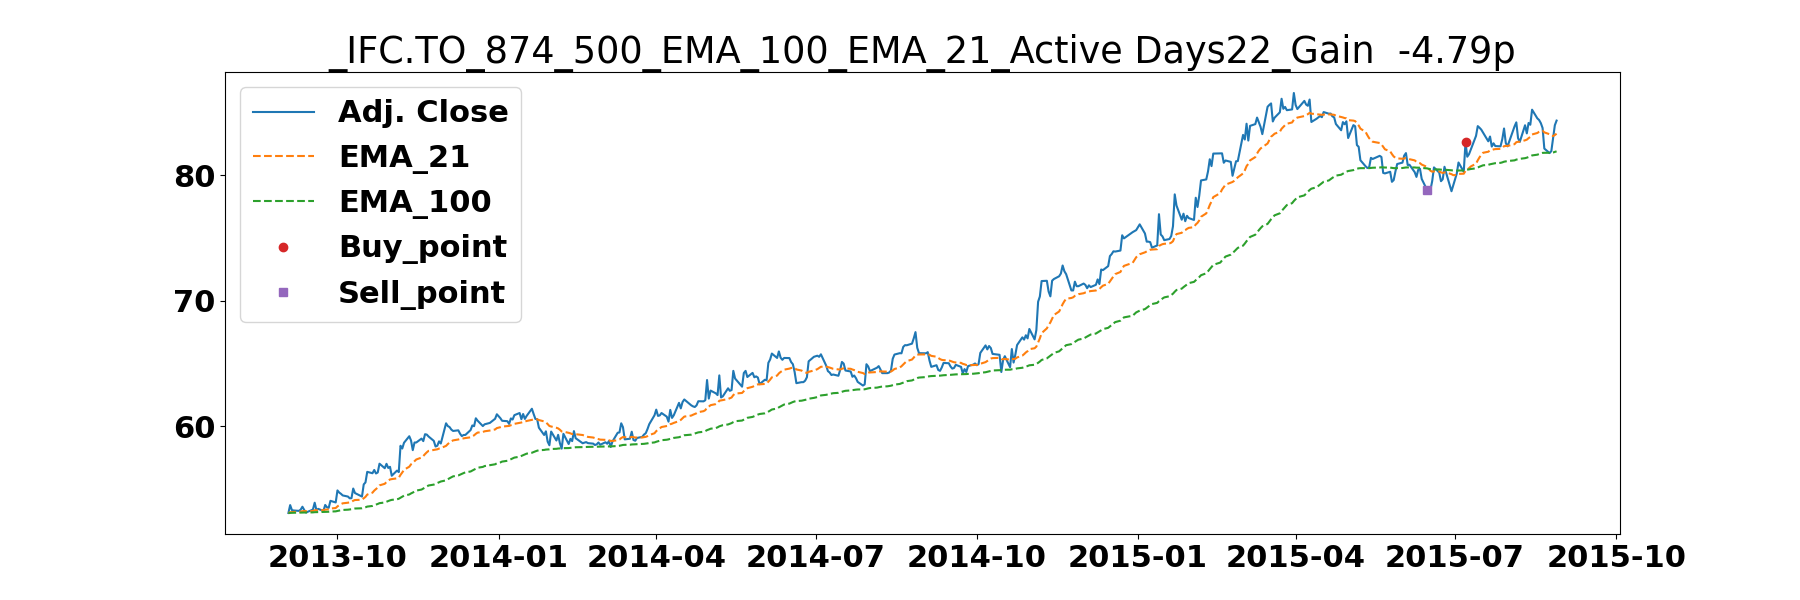 _IFC.TO_874_500_EMA_100_EMA_21_Active Days22_Gain  -4.79p
Adj. Close
EMA_21
EMA_100
Buy_point
Sell_point
80
70
60
2013-10 2014-01 2014-04 2014-07 2014-10 2015-01 2015-04 2015-07 2015-10